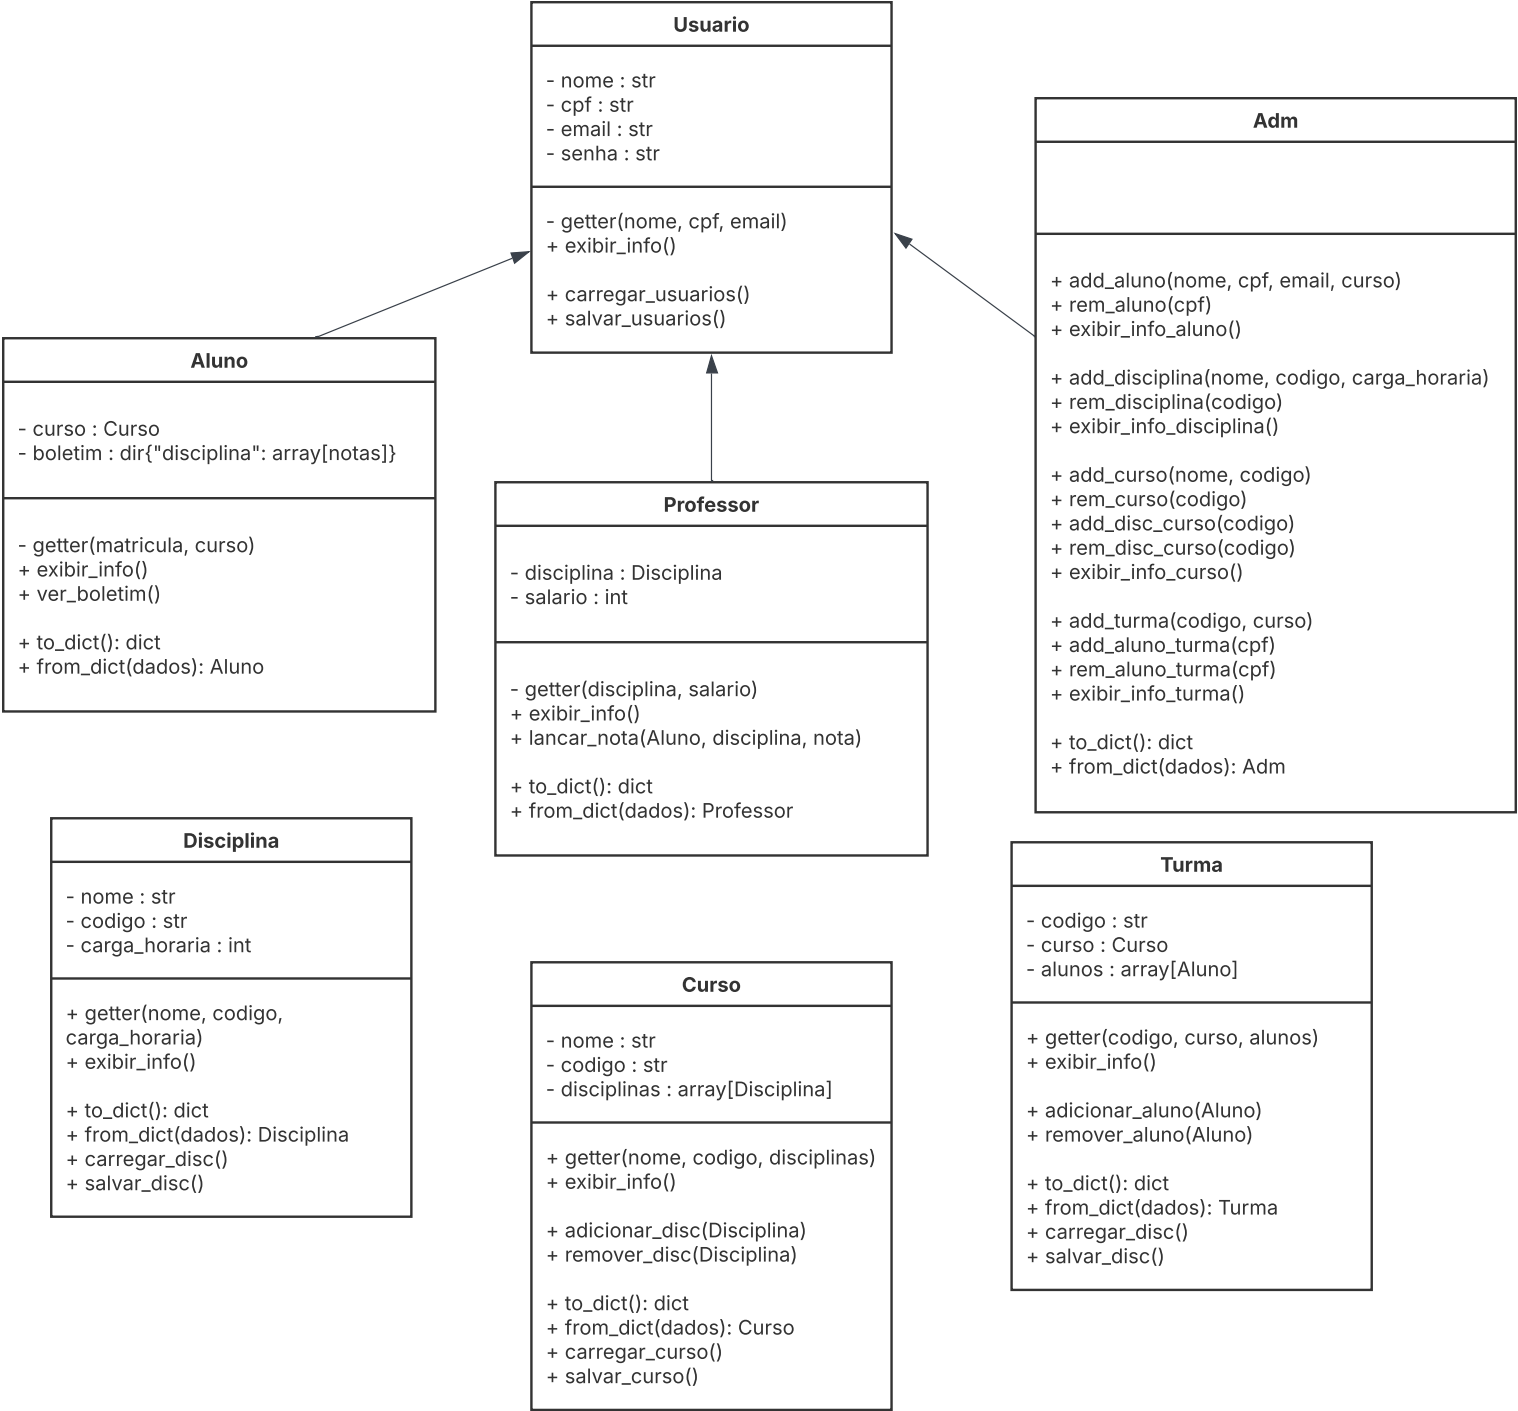 Usuario
- nome : str
- cpf : str
- email : str
- senha : str
- getter(nome, cpf, email)
+ exibir_info()
+ carregar_usuarios()
+ salvar_usuarios()
Adm
+ add_aluno(nome, cpf, email, curso)
+ rem_aluno(cpf)
+ exibir_info_aluno()
+ add_disciplina(nome, codigo, carga_horaria)
+ rem_disciplina(codigo)
+ exibir_info_disciplina()
+ add_curso(nome, codigo)
+ rem_curso(codigo)
+ add_disc_curso(codigo)
+ rem_disc_curso(codigo)
+ exibir_info_curso()
+ add_turma(codigo, curso)
+ add_aluno_turma(cpf)
+ rem_aluno_turma(cpf)
+ exibir_info_turma()
+ to_dict(): dict
+ from_dict(dados): Adm
Aluno
- curso : Curso
- boletim : dir{"disciplina": array[notas]}
- getter(matricula, curso)
+ exibir_info()
+ ver_boletim()
+ to_dict(): dict
+ from_dict(dados): Aluno
Professor
- disciplina : Disciplina
- salario : int
- getter(disciplina, salario)
+ exibir_info()
+ lancar_nota(Aluno, disciplina, nota)
+ to_dict(): dict
+ from_dict(dados): Professor
Disciplina
- nome : str
- codigo : str
- carga_horaria : int
+ getter(nome, codigo,
carga_horaria)
+ exibir_info()
+ to_dict(): dict
+ from_dict(dados): Disciplina
+ carregar_disc()
+ salvar_disc()
Curso
- nome : str
- codigo : str
- disciplinas : array[Disciplina]
+ getter(nome, codigo, disciplinas)
+ exibir_info()
+ adicionar_disc(Disciplina)
+ remover_disc(Disciplina)
+ to_dict(): dict
+ from_dict(dados): Curso
+ carregar_curso()
+ salvar_curso()
Turma
- codigo : str
- curso : Curso
- alunos : array[Aluno]
+ getter(codigo, curso, alunos)
+ exibir_info()
+ adicionar_aluno(Aluno)
+ remover_aluno(Aluno)
+ to_dict(): dict
+ from_dict(dados): Turma
+ carregar_disc()
+ salvar_disc()